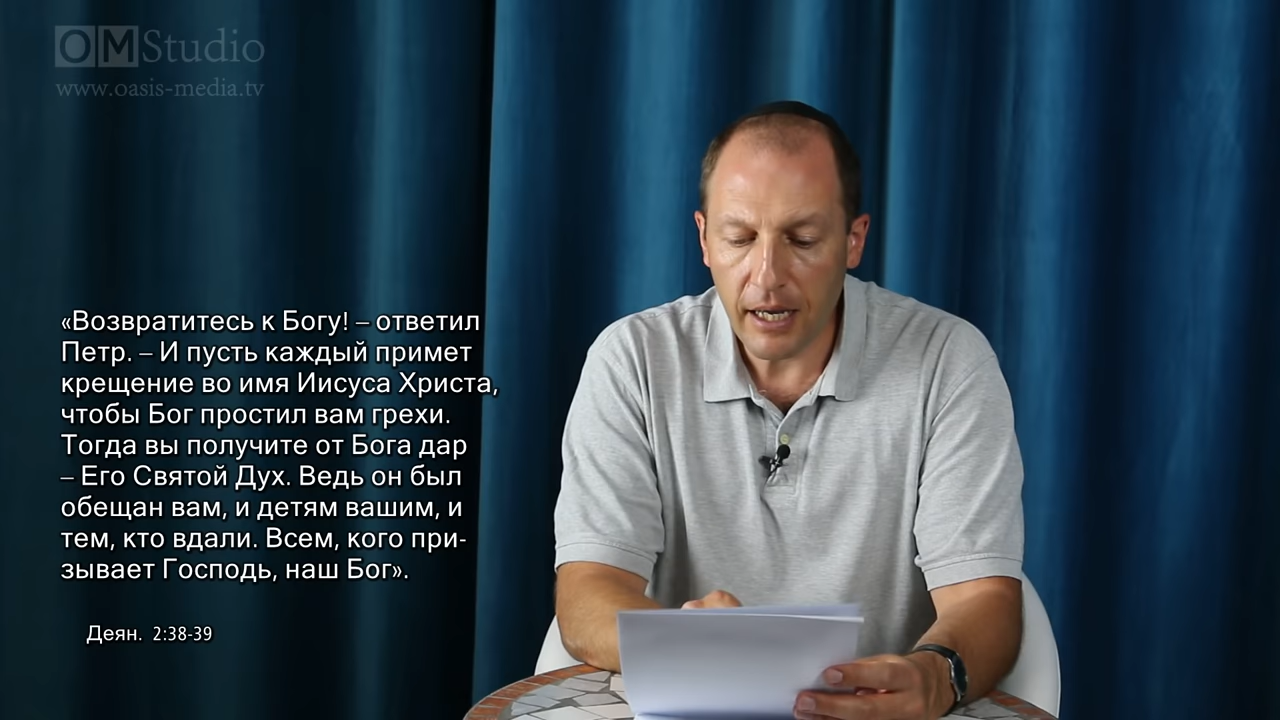 OMStudio
www.oasis-media.tv
«Возвратитесь к Богу! – ответил
Петр. – И пусть каждый примет
крещение во имя Иисуса Христа,
чтобы Бог простил вам грехи.
Тогда вы получите от Бога дар
– Его Святой Дух. Ведь он был
обещан вам, и детям вашим, и
тем, кто вдали. Всем, кого при-
зывает Господь, наш Бог».
Деян. 2:38-39